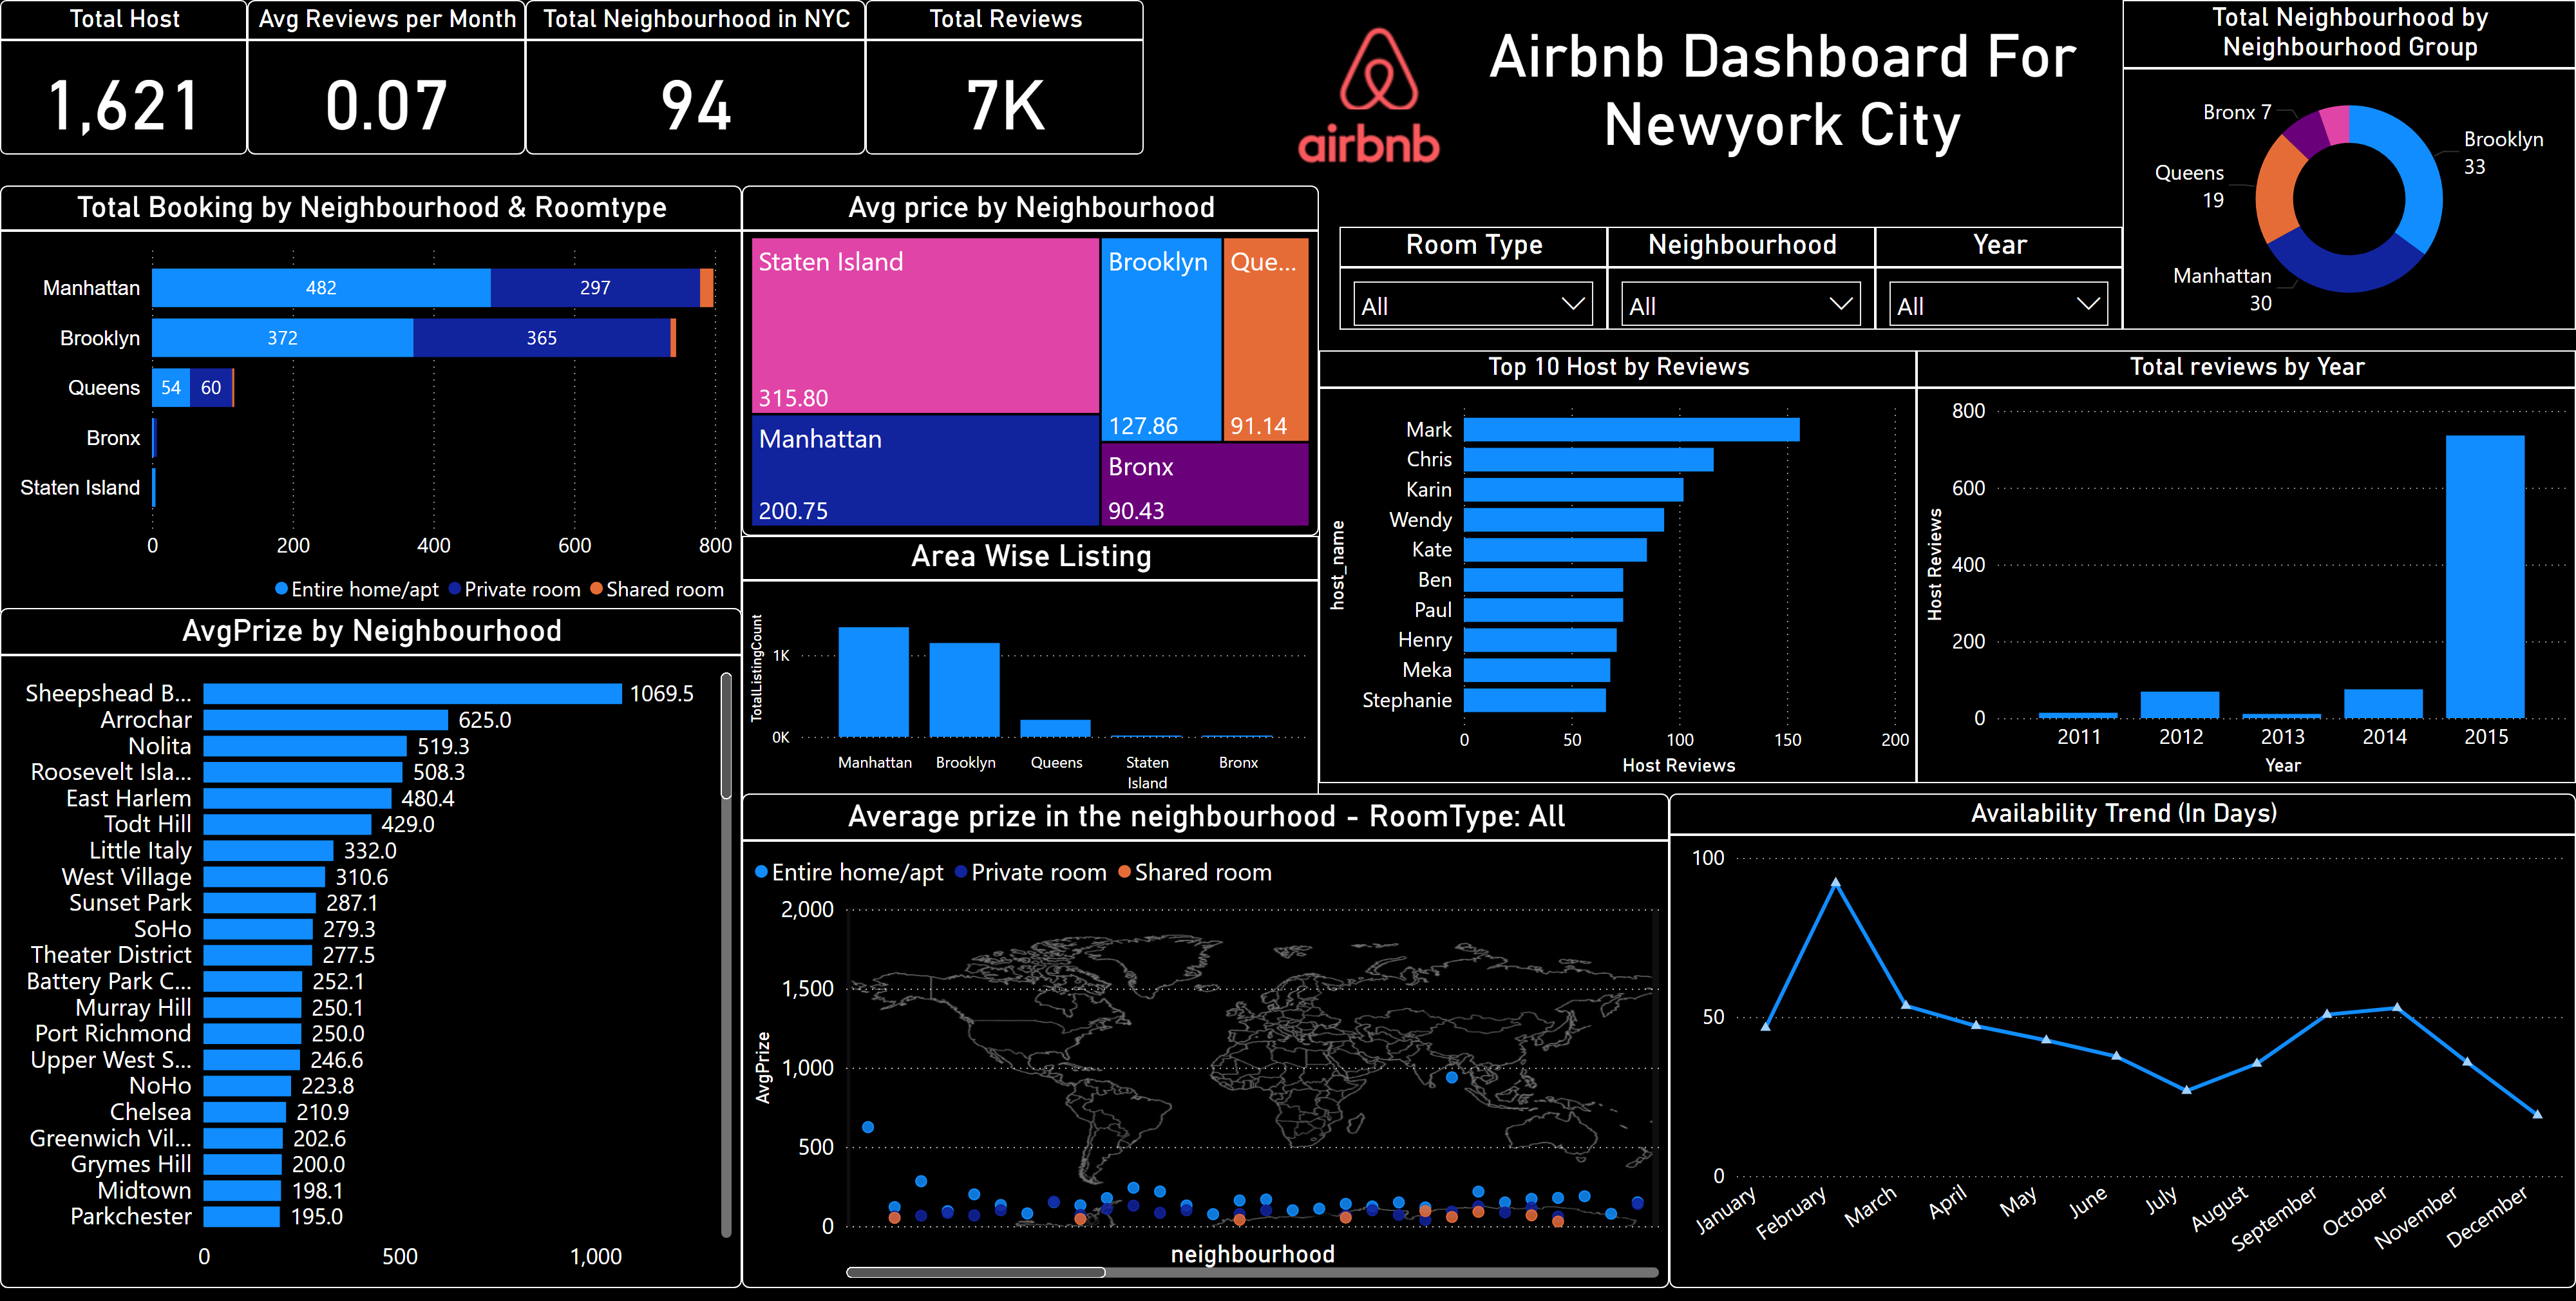 Total Host
1,621
Avg Reviews per Month
0.07
Total Neighbourhood in NYC
94
Total Reviews
7K
airbnb
Airbnb Dashboard For
Newyork City
Total Neighbourhood by
Neighbourhood Group
Bronx 7
Brooklyn
33
Queens
19
Manhattan
30
Total Booking by Neighbourhood & Roomtype
Manhattan
482
297
Brooklyn
372
365
Queens
54
60
Bronx
Staten Island
0
200
400
600
800
Entire home/apt
Private room
Shared room
Avg price by Neighbourhood
Staten Island
315.80
Manhattan
200.75
Brooklyn
127.86
Que...
91.14
Bronx
90.43
Room Type
All
Neighbourhood
All
Year
All
Area Wise Listing
TotalListingCount
1K
0K
Manhattan
Brooklyn
Queens
Staten
Island
Bronx
Top 10 Host by Reviews
host_name
Mark
Chris
Karin
Wendy
Kate
Ben
Paul
Henry
Meka
Stephanie
0
50
100
150
200
Host Reviews
Total reviews by Year
Host Reviews
800
600
400
200
0
2011
2012
2013
2014
2015
Year
AvgPrize by Neighbourhood
Sheepshead B... 1069.5
Arrochar 625.0
Nolita 519.3
Roosevelt Isla... 508.3
East Harlem 480.4
Todt Hill 429.0
Little Italy 332.0
West Village 310.6
Sunset Park 287.1
SoHo 279.3
Theater District 277.5
Battery Park C... 252.1
Murray Hill 250.1
Port Richmond 250.0
Upper West S... 246.6
NoHo 223.8
Chelsea 210.9
Greenwich Vil... 202.6
Grymes Hill 200.0
Midtown 198.1
Parkchester 195.0
0
500
1,000
Average prize in the neighbourhood - RoomType: All
Entire home/apt
Private room
Shared room
AvgPrize
2,000
1,500
1,000
500
0
neighbourhood
Availability Trend (In Days)
100
50
0
January
February
March
April
May
June
July
August
September
October
November
December